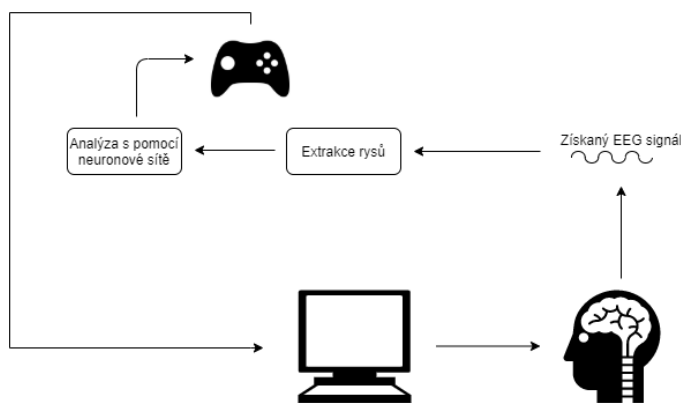 Analýza s pomocí
neuronové sítě
Extrakce rysů
Získaný EEG signál